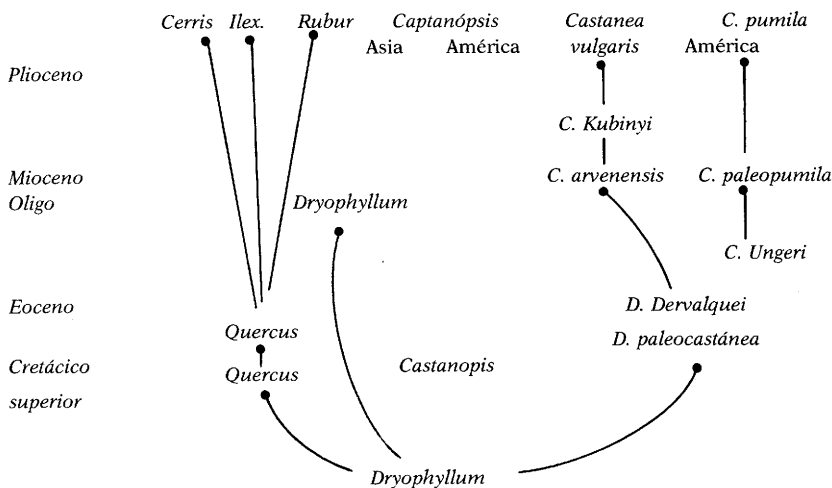 Cerris Ilex. Rubur Captanópsis Castanea C. pumila
Asia América vulgaris América
Plioceno
C. Kubinyi
Mioceno C. arvenensis C. paleopumila
Oligo Dryophyllum
C. Ungeri
Eoceno D. Dervalquei
Quercus D. paleocastánea
Cretácico Quercus Castanopis
superior
Dryophyllum